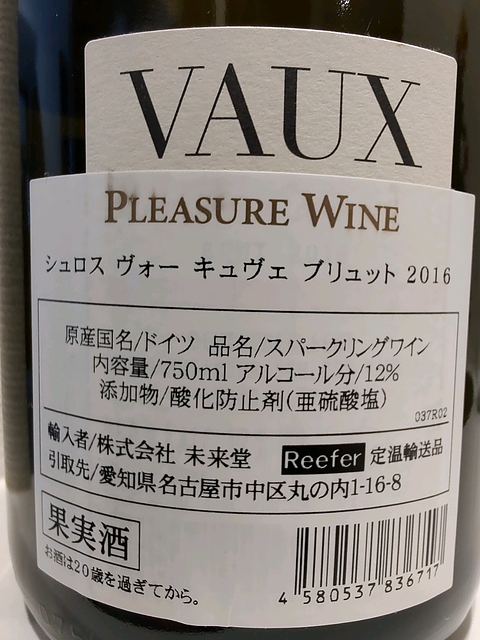 VAUX
PLEASURE WINE
シュロス ヴォー キュヴェ ブリュット 2016
原産国名/ドイツ 品名/スパークリングワイン
内容量/750ml アルコール分/12%
添加物/酸化防止剤(亜硫酸塩)
037R02
輸入者/株式会社 未来堂 Reefer 定温輸送品
引取先/愛知県名古屋市中区丸の内1-16-8
果実酒
お酒は20歳を過ぎてから。
4 580537 836717